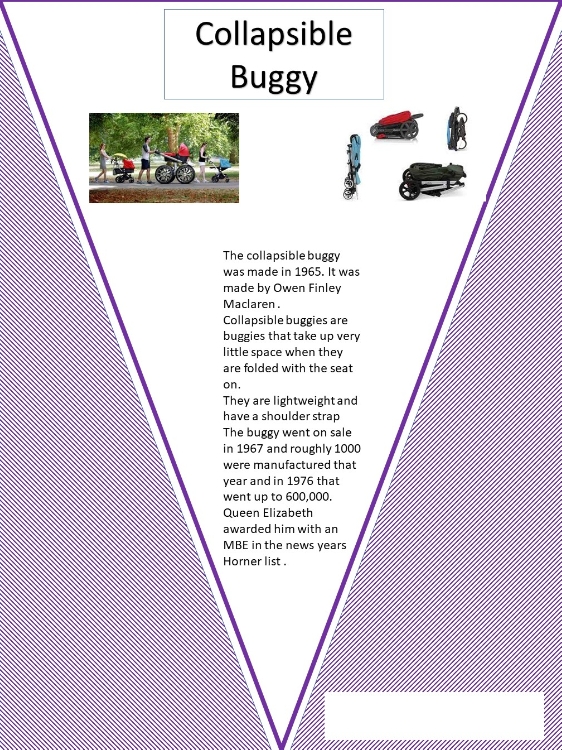 Collapsible
Buggy
The collapsible buggy
was made in 1965. It was
made by Owen Finley
Maclaren .
Collapsible buggies are
buggies that take up very
little space when they
are folded with the seat
on.
They are lightweight and
have a shoulder strap
The buggy went on sale
in 1967 and roughly 1000
were manufactured that
year and in 1976 that
went up to 600,000.
Queen Elizabeth
awarded him with an
MBE in the news years
Horner list .